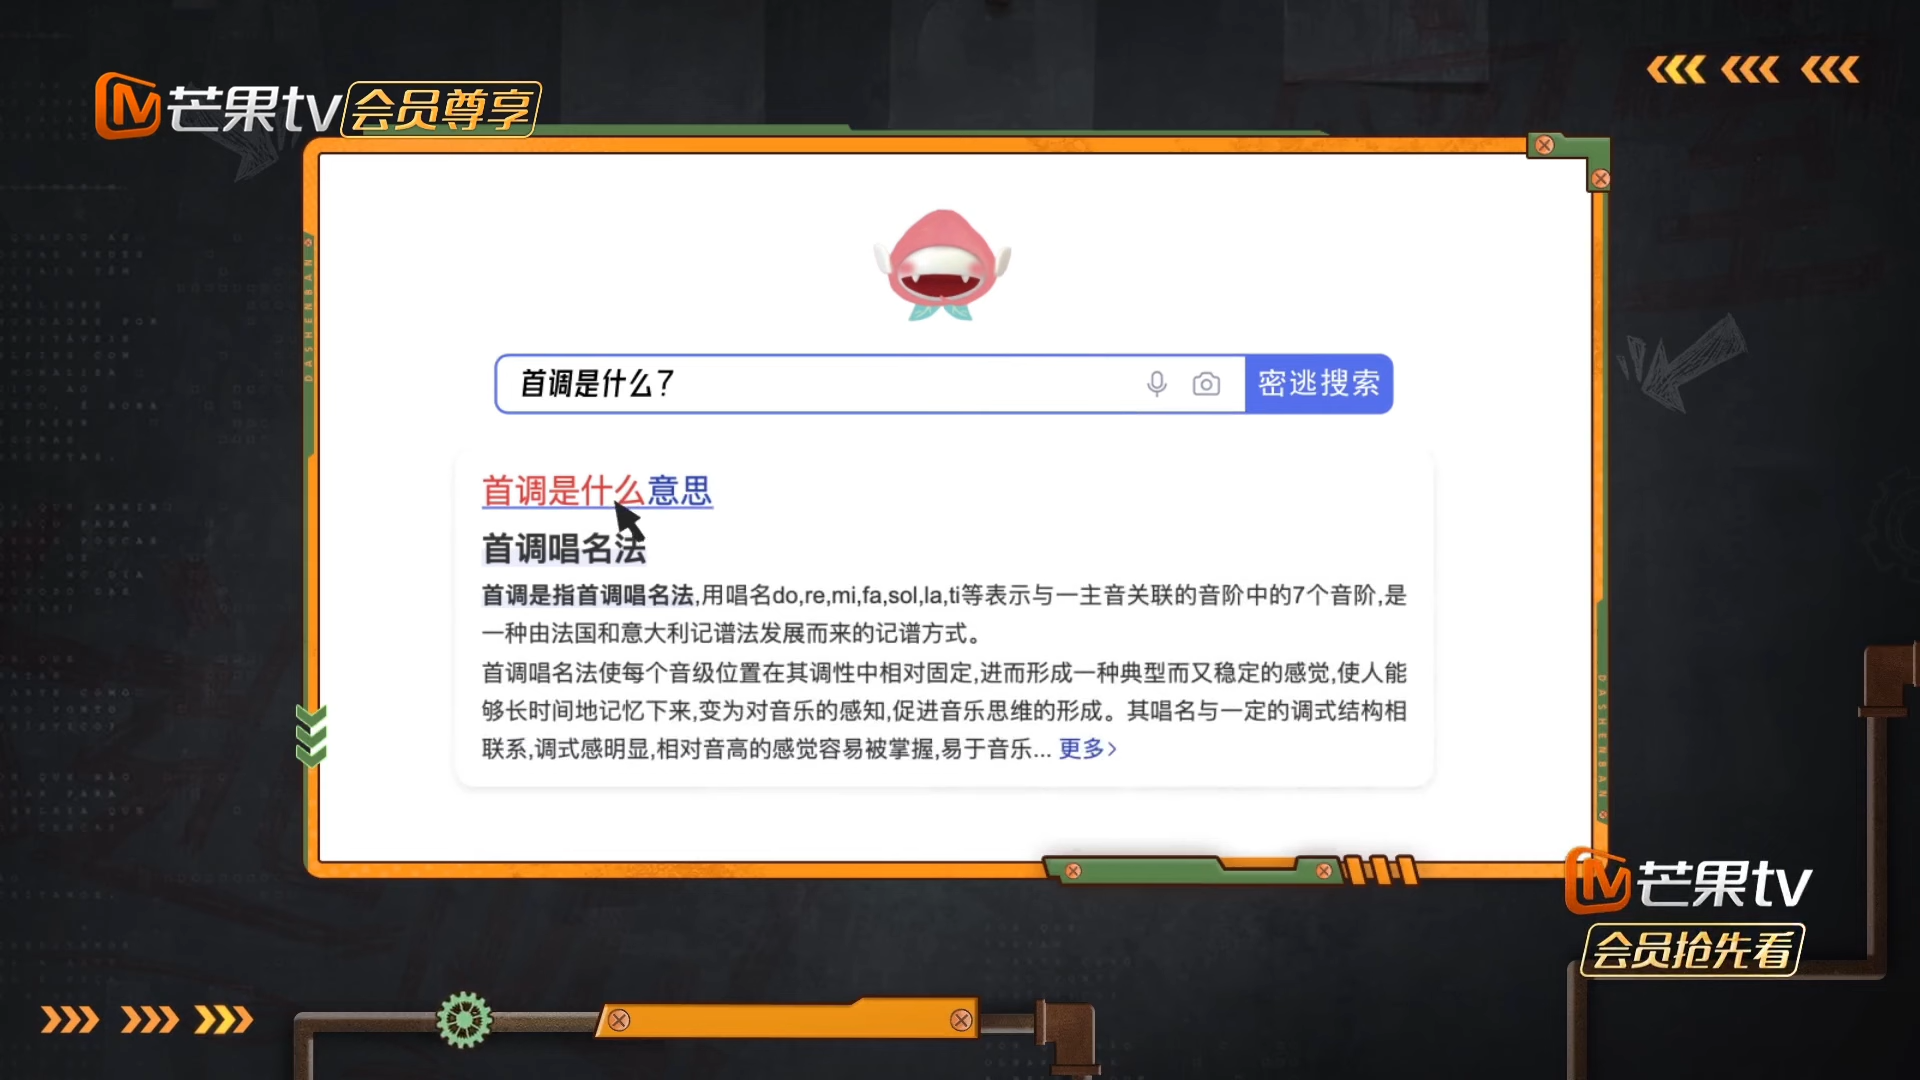 芒果tv会员尊享
首调是什么?
密逃搜索
首调是什么意思
首调唱名法
首调是指首调唱名法,用唱名do,re,mi,fa,sol,la,ti等表示与一主音关联的音阶中的7个音阶,是
一种由法国和意大利记谱法发展而来的记谱方式。
首调唱名法使每个音级位置在其调性中相对固定,进而形成一种典型而又稳定的感觉,使人能
够长时间地记忆下来,变为对音乐的感知,促进音乐思维的形成。其唱名与一定的调式结构相
联系,调式感明显,相对音高的感觉容易被掌握,易于音乐... 更多>
DASHENBAN
DASHENBAN
芒果tv
会员抢先看